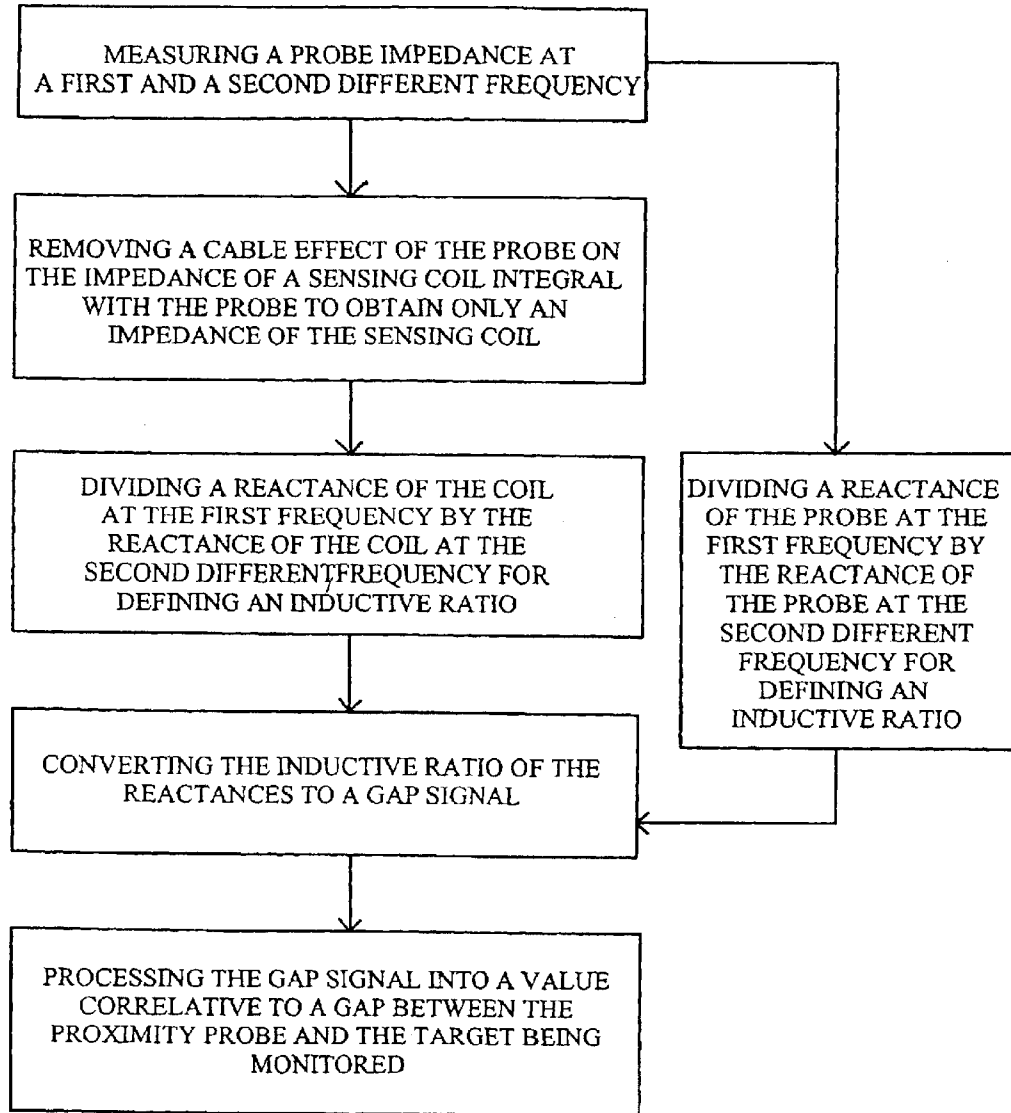 MEASURING A PROBE IMPEDANCE AT
A FIRST AND A SECOND DIFFERENT FREQUENCY
REMOVING A CABLE EFFECT OF THE PROBE ON
THE IMPEDANCE OF A SENSING COIL INTEGRAL
WITH THE PROBE TO OBTAIN ONLY AN
IMPEDANCE OF THE SENSING COIL
DIVIDING A REACTANCE OF THE COIL
AT THE FIRST FREQUENCY BY THE
REACTANCE OF THE COIL AT THE
SECOND DIFFERENT FREQUENCY FOR
DEFINING AN INDUCTIVE RATIO
DIVIDING A REACTANCE
OF THE PROBE AT THE
FIRST FREQUENCY BY
THE REACTANCE OF
THE PROBE AT THE
SECOND DIFFERENT
FREQUENCY FOR
DEFINING AN
INDUCTIVE RATIO
CONVERTING THE INDUCTIVE RATIO OF THE
REACTANCES TO A GAP SIGNAL
PROCESSING THE GAP SIGNAL INTO A VALUE
CORRELATIVE TO A GAP BETWEEN THE
PROXIMITY PROBE AND THE TARGET BEING
MONITORED